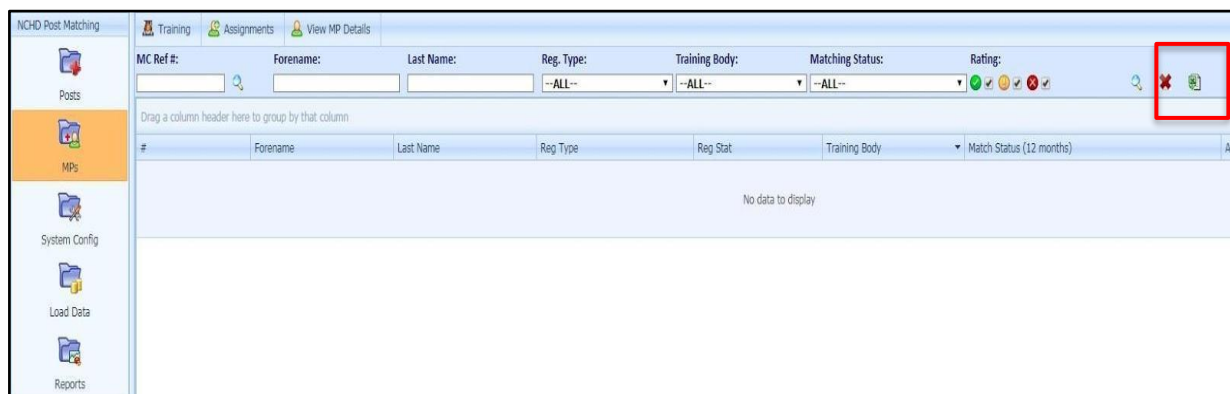 NCHD Post Matching
Posts
MPs
System Config
Load Data
Reports
Training Assignments View MP Details
MC Ref #: Forename: Last Name: Reg. Type: Training Body: Matching Status: Rating:
--ALL-- --ALL-- --ALL--
Drag a column header here to group by that column
# Forename Last Name Reg Type Reg Stat Training Body Match Status (12 months) A
No data to display